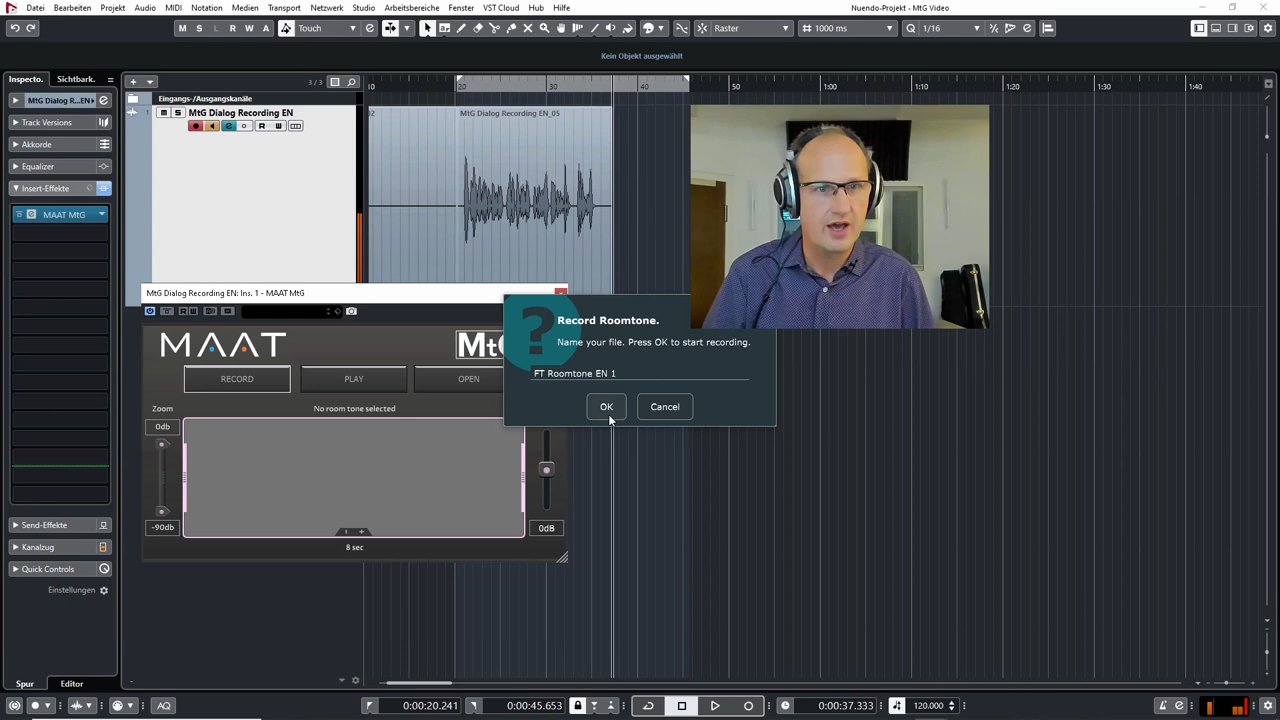 Datei Bearbeiten Projekt Audio MIDI Notation Medien Transport Netzwerk Studio Arbeitsbereiche Fenster VST Cloud Hub Hilfe Nuendo-Projekt - MtG Video
M S L R W A Touch Raster 1000 ms Q 1/16
Kein Objekt ausgewählt
Inspecto. Sichtbark. 3 / 3 20 30 40 50 1:00 1:10 1:20 1:30 1:40
MtG Dialog R...EN
Eingangs-/Ausgangskanäle
1 M S MtG Dialog Recording EN 02 MtG Dialog Recording EN_05
Track Versions R W
Akkorde
Equalizer
Insert-Effekte
MAAT MtG
MtG Dialog Recording EN: Ins. 1 - MAAT MtG
Record Roomtone.
Name your file. Press OK to start recording.
FT Roomtone EN 1
OK Cancel
MAAT MtG
RECORD PLAY OPEN
Zoom No room tone selected
0db
-90db 0dB
8 sec
Send-Effekte
Kanalzug
Quick Controls
Einstellungen
Spur Editor
AQ 0:00:20.241 0:00:45.653 0:00:37.333 120.000